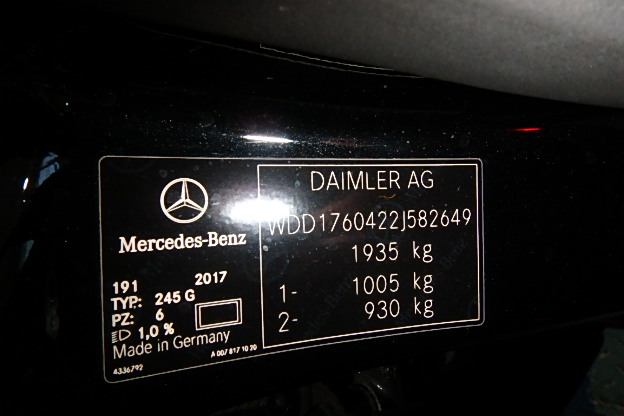 Mercedes-Benz
191 2017
TYP: 245 G
PZ: 6
1,0 %
Made in Germany
A 007 817 10 20
4336792
DAIMLER AG
WDD1760422J582649
1935 kg
1- 1005 kg
2- 930 kg